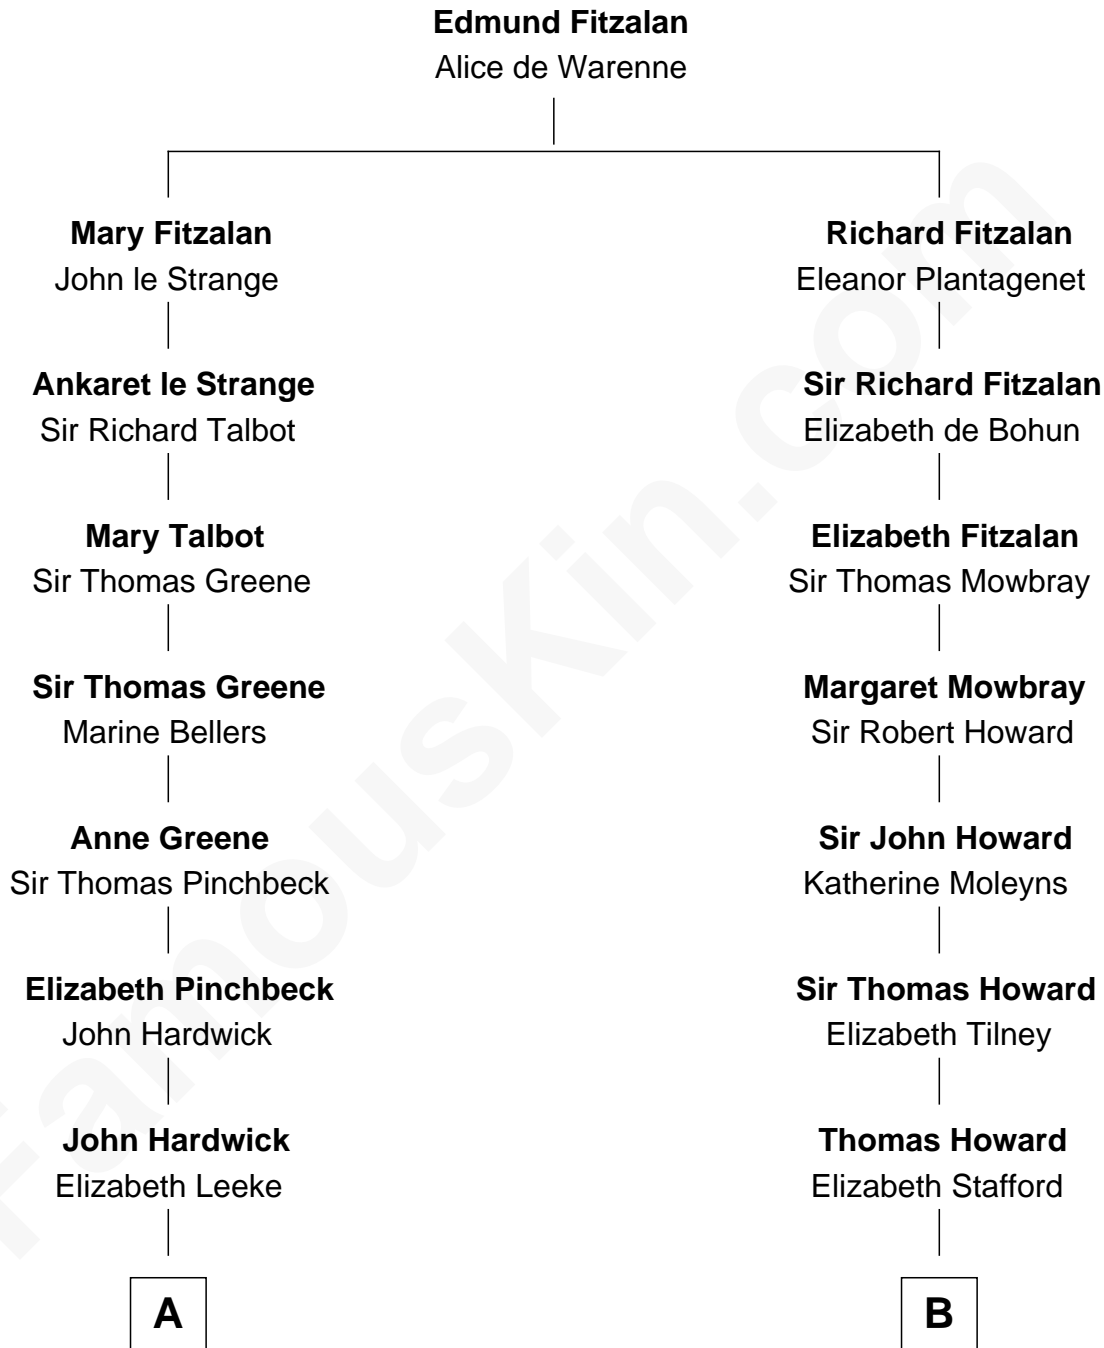 Edmund Fitzalan
Alice de Warenne
Mary Fitzalan
John le Strange
Richard Fitzalan
Eleanor Plantagenet
Ankaret le Strange
Sir Richard Talbot
Sir Richard Fitzalan
Elizabeth de Bohun
Mary Talbot
Sir Thomas Greene
Elizabeth Fitzalan
Sir Thomas Mowbray
Sir Thomas Greene
Marine Bellers
Margaret Mowbray
Sir Robert Howard
Anne Greene
Sir Thomas Pinchbeck
Sir John Howard
Katherine Moleyns
Elizabeth Pinchbeck
John Hardwick
Sir Thomas Howard
Elizabeth Tilney
John Hardwick
Elizabeth Leeke
Thomas Howard
Elizabeth Stafford
A
B
FamousKin.com